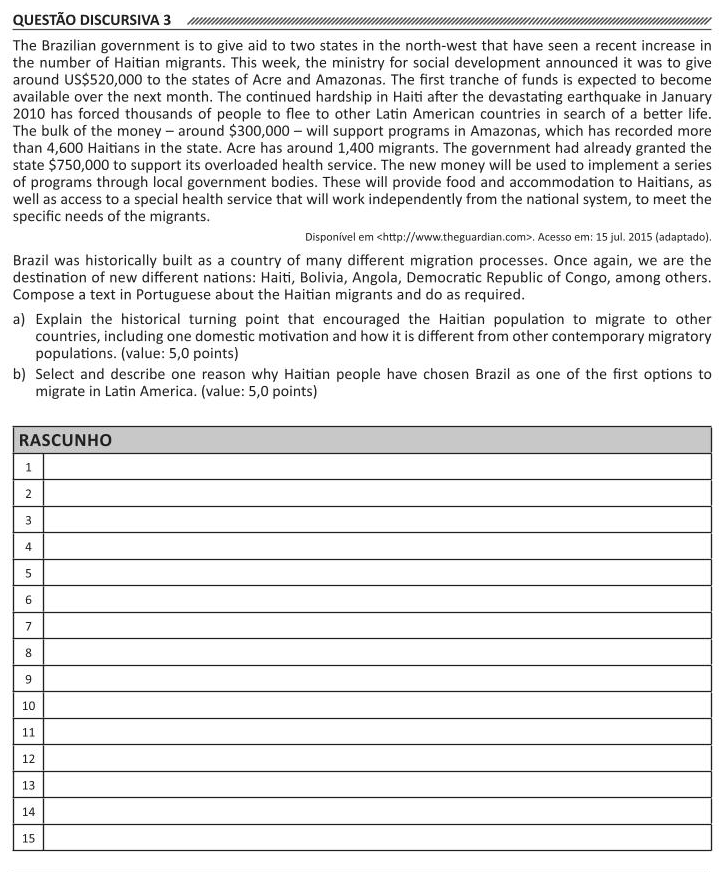 QUESTÃO DISCURSIVA 3
The Brazilian government is to give aid to two states in the north-west that have seen a recent increase in
the number of Haitian migrants. This week, the ministry for social development announced it was to give
around US$520,000 to the states of Acre and Amazonas. The first tranche of funds is expected to become
available over the next month. The continued hardship in Haiti after the devastating earthquake in January
2010 has forced thousands of people to flee to other Latin American countries in search of a better life.
The bulk of the money – around $300,000 – will support programs in Amazonas, which has recorded more
than 4,600 Haitians in the state. Acre has around 1,400 migrants. The government had already granted the
state $750,000 to support its overloaded health service. The new money will be used to implement a series
of programs through local government bodies. These will provide food and accommodation to Haitians, as
well as access to a special health service that will work independently from the national system, to meet the
specific needs of the migrants.
Disponível em <http://www.theguardian.com>. Acesso em: 15 jul. 2015 (adaptado).
Brazil was historically built as a country of many different migration processes. Once again, we are the
destination of new different nations: Haiti, Bolivia, Angola, Democratic Republic of Congo, among others.
Compose a text in Portuguese about the Haitian migrants and do as required.
a) Explain the historical turning point that encouraged the Haitian population to migrate to other
countries, including one domestic motivation and how it is different from other contemporary migratory
populations. (value: 5,0 points)
b) Select and describe one reason why Haitian people have chosen Brazil as one of the first options to
migrate in Latin America. (value: 5,0 points)
RASCUNHO
1
2
3
4
5
6
7
8
9
10
11
12
13
14
15